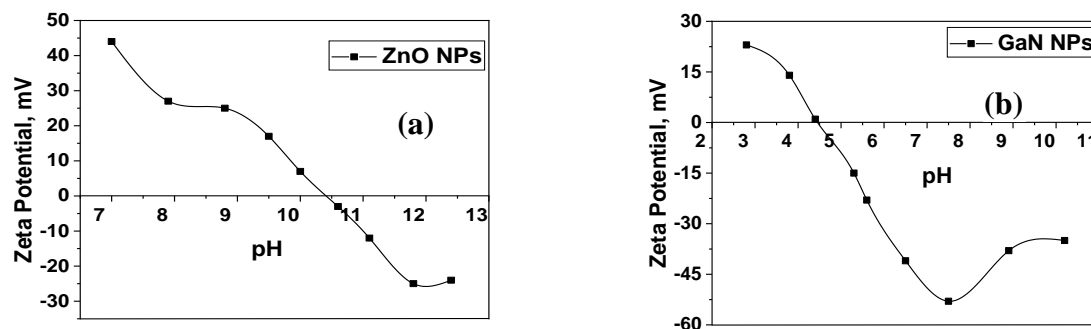 50
40
30
20
10
0
-10
-20
-30
7 8 9 10 11 12 13
Zeta Potential, mV
pH
ZnO NPs
(a)
30
15
0
-15
-30
-45
-60
2 3 4 5 6 7 8 9 10 11
Zeta Potential, mV
pH
GaN NPs
(b)